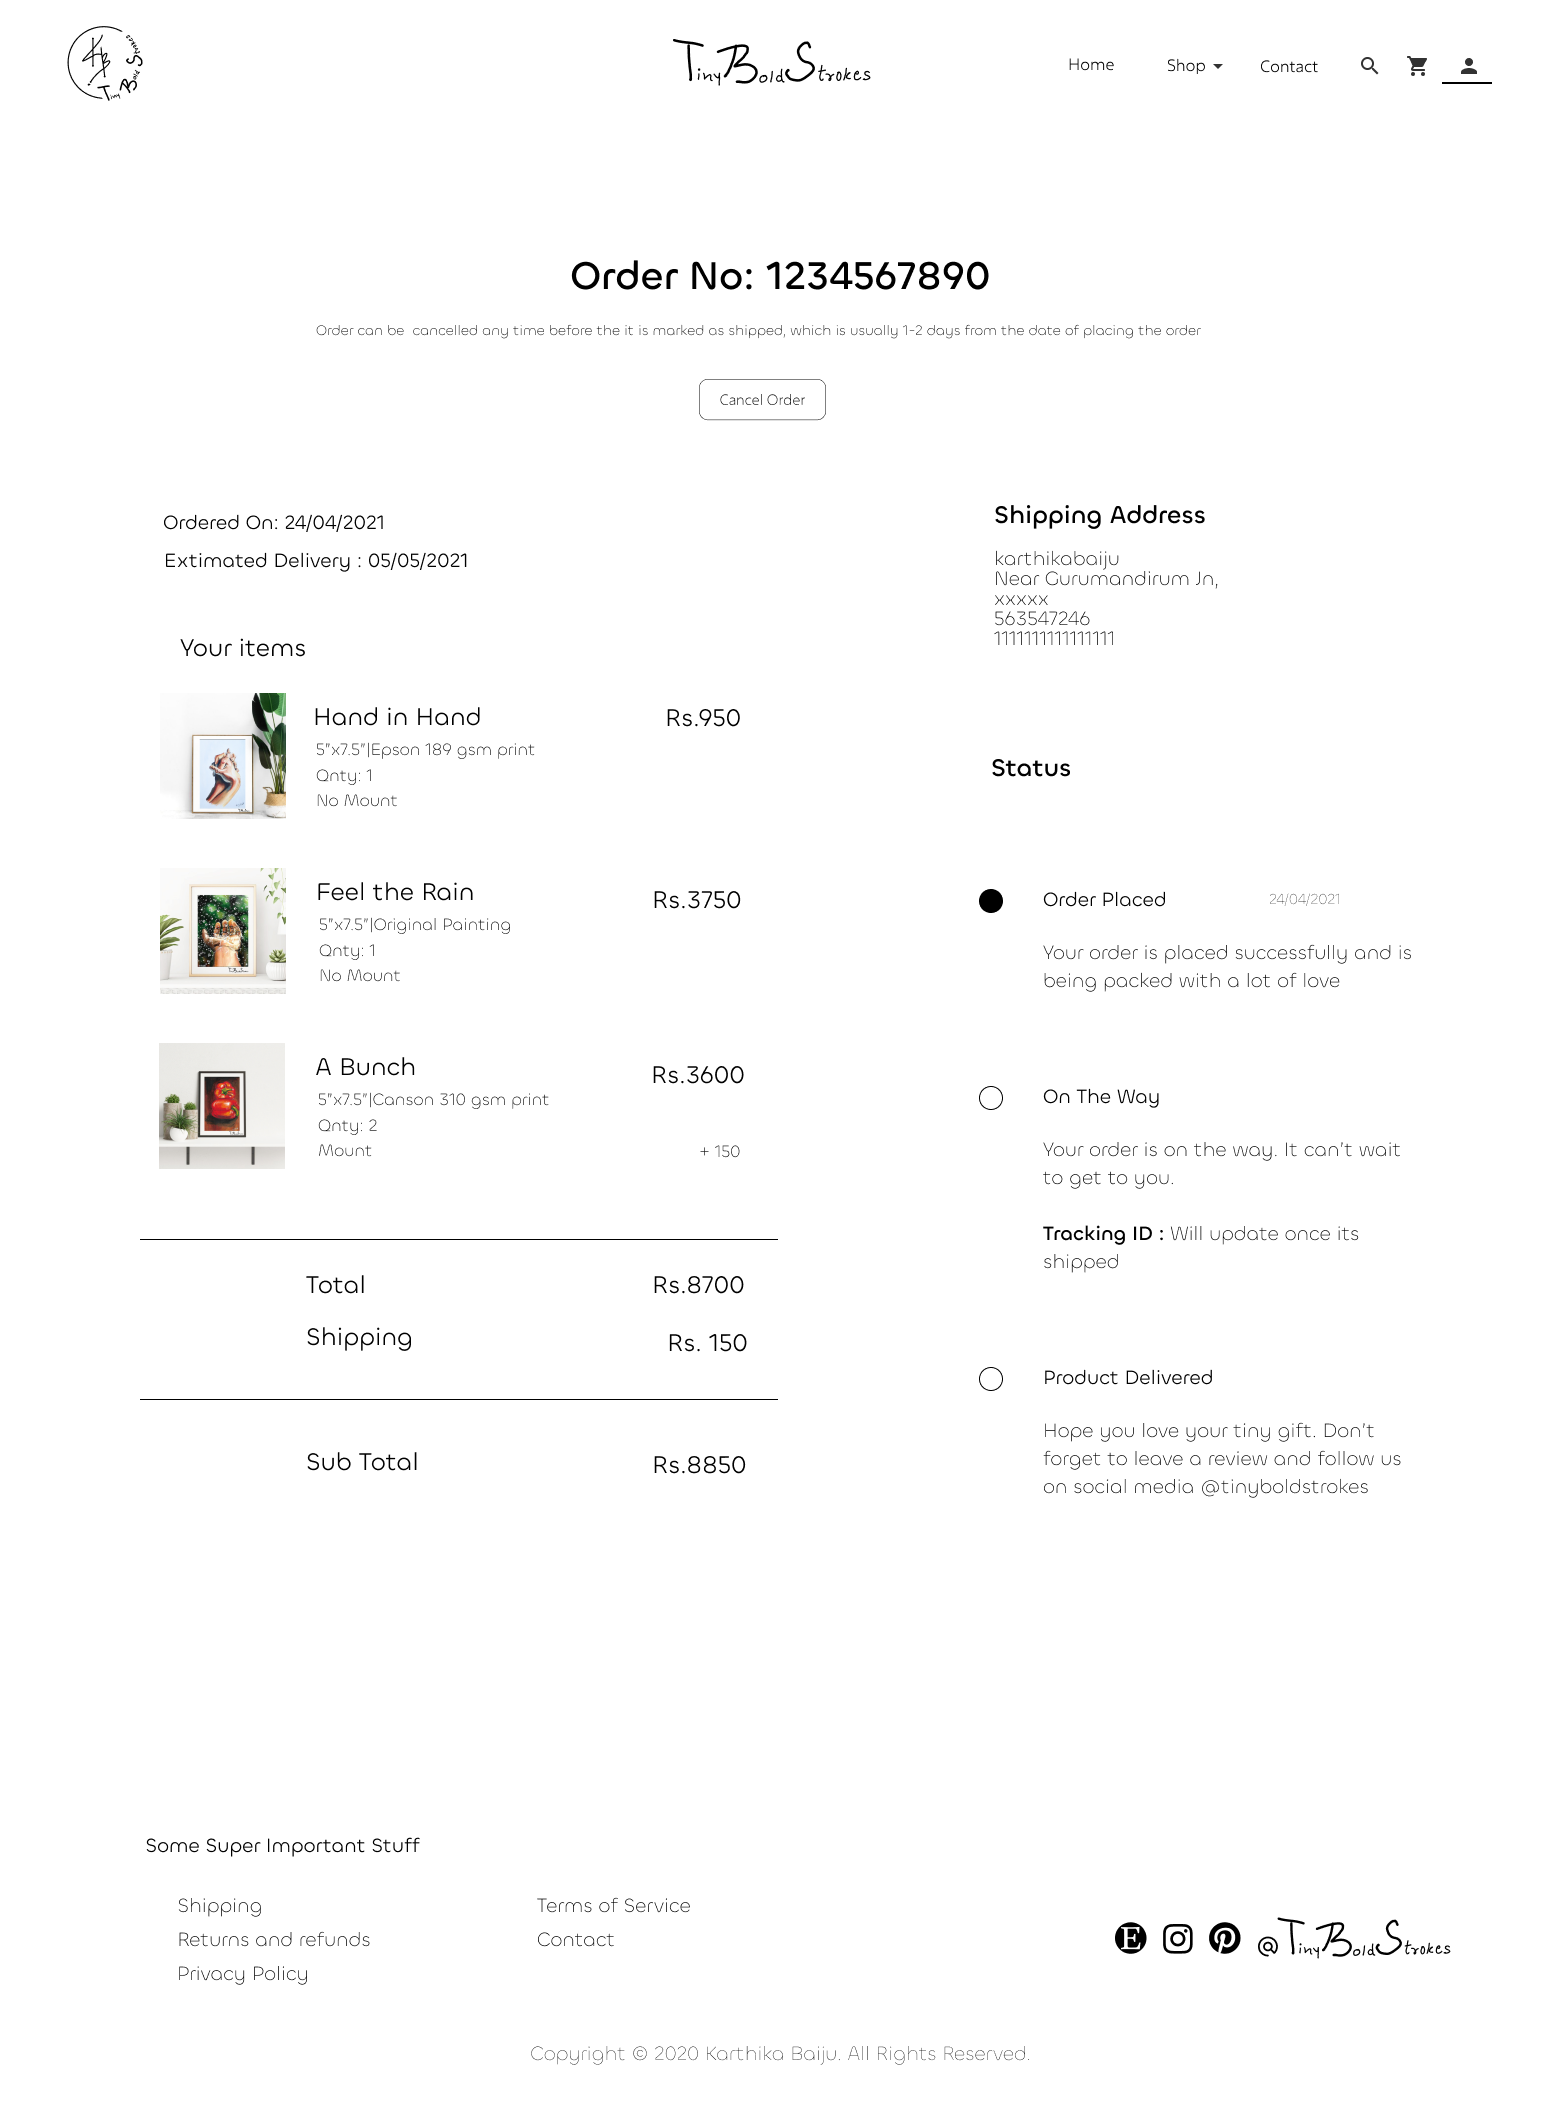 TinyBoldStrokes
TinyBoldStrokes
Home
Shop
Contact
Order No: 1234567890
Order can be  cancelled any time before the it is marked as shipped, which is usually 1-2 days from the date of placing the order
Cancel Order
Ordered On: 24/04/2021
Extimated Delivery : 05/05/2021
Your items
Hand in Hand
Rs.950
5"x7.5"|Epson 189 gsm print
Qnty: 1
No Mount
Feel the Rain
Rs.3750
5"x7.5"|Original Painting
Qnty: 1
No Mount
A Bunch
Rs.3600
5"x7.5"|Canson 310 gsm print
Qnty: 2
Mount
+ 150
Total
Rs.8700
Shipping
Rs. 150
Sub Total
Rs.8850
Shipping Address
karthikabaiju
Near Gurumandirum Jn,
xxxxx
563547246
1111111111111111
Status
Order Placed
24/04/2021
Your order is placed successfully and is
being packed with a lot of love
On The Way
Your order is on the way. It can't wait
to get to you.
Tracking ID : Will update once its
shipped
Product Delivered
Hope you love your tiny gift. Don't
forget to leave a review and follow us
on social media @tinyboldstrokes
Some Super Important Stuff
Shipping
Returns and refunds
Privacy Policy
Terms of Service
Contact
@TinyBoldStrokes
Copyright © 2020 Karthika Baiju. All Rights Reserved.